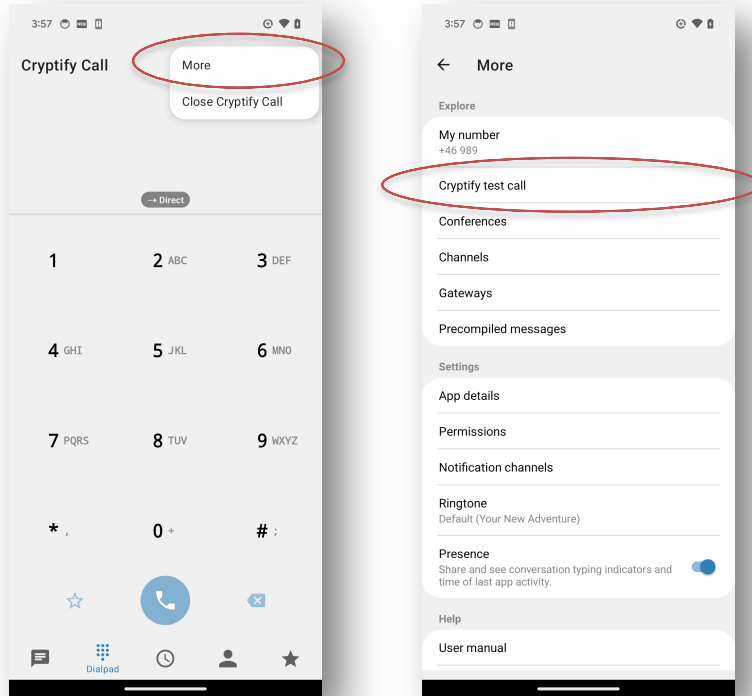 3:57
Cryptify Call
More
Close Cryptify Call
→ Direct
1
2 ABC
3 DEF
4 GHI
5 JKL
6 MNO
7 PQRS
8 TUV
9 WXYZ
* ,
0 +
# ;
Dialpad
3:57
← More
Explore
My number
+46 989
Cryptify test call
Conferences
Channels
Gateways
Precompiled messages
Settings
App details
Permissions
Notification channels
Ringtone
Default (Your New Adventure)
Presence
Share and see conversation typing indicators and
time of last app activity.
Help
User manual